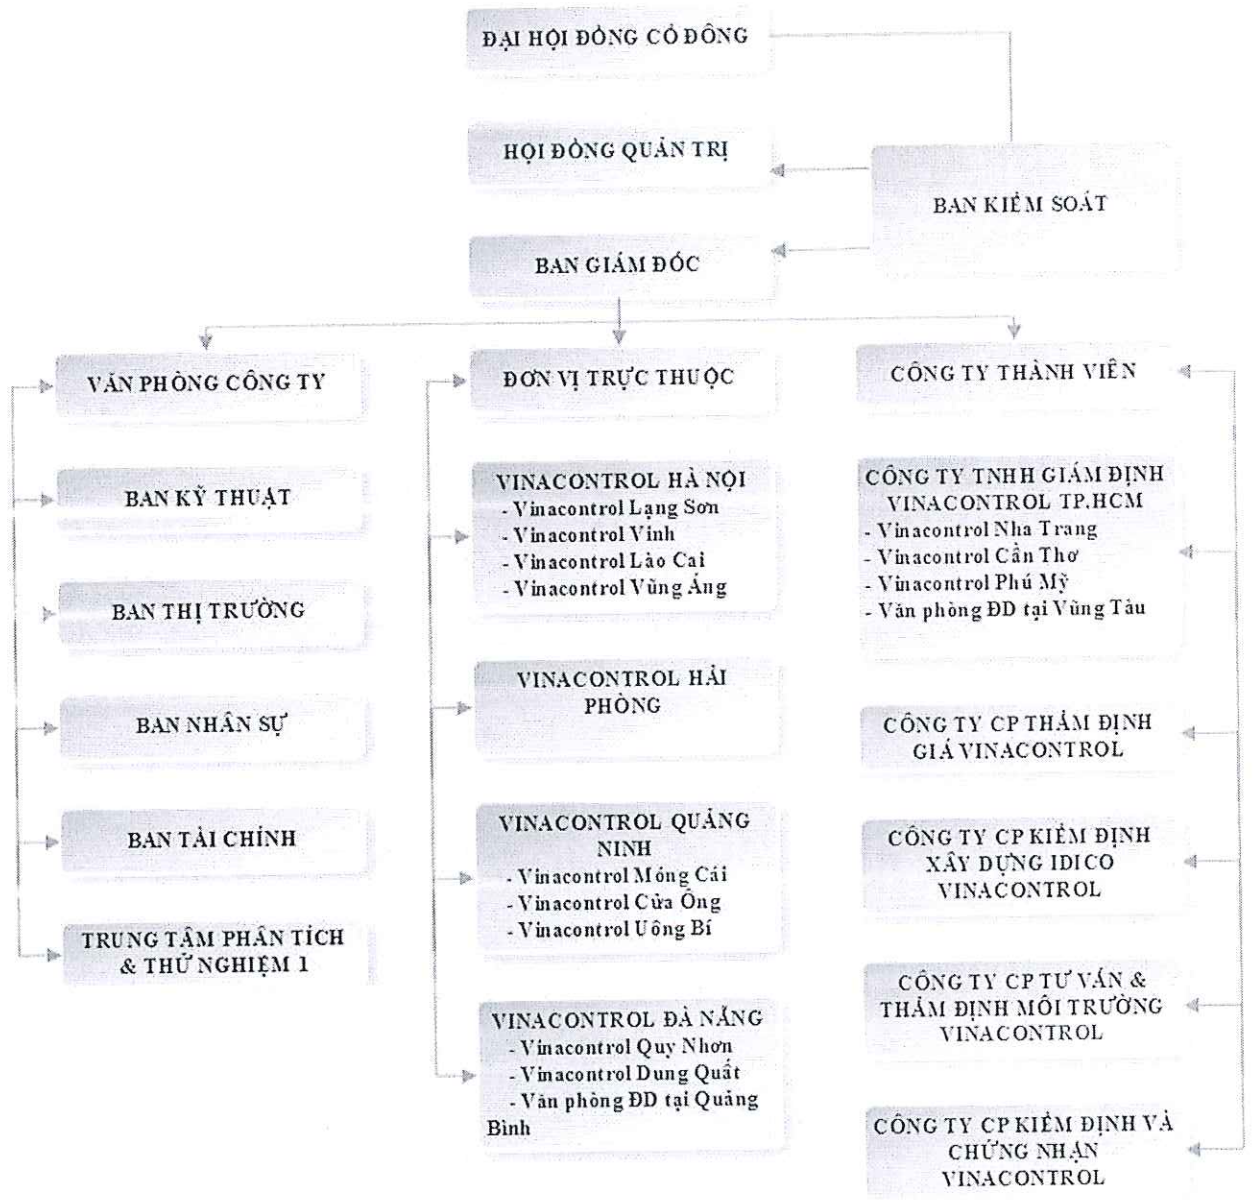 ĐẠI HỘI ĐỒNG CỔ ĐÔNG
HỘI ĐỒNG QUẢN TRỊ
BAN KIỂM SOÁT
BAN GIÁM ĐỐC
VĂN PHÒNG CÔNG TY
BAN KỸ THUẬT
BAN THỊ TRƯỜNG
BAN NHÂN SỰ
BAN TÀI CHÍNH
TRUNG TÂM PHÂN TÍCH
& THỬ NGHIỆM 1
ĐƠN VỊ TRỰC THUỘC
VINACONTROL HÀ NỘI
- Vinacontrol Lạng Sơn
- Vinacontrol Vinh
- Vinacontrol Lào Cai
- Vinacontrol Vũng Áng
VINACONTROL HẢI
PHÒNG
VINACONTROL QUẢNG
NINH
- Vinacontrol Móng Cái
- Vinacontrol Cửa Ông
- Vinacontrol Uông Bí
VINACONTROL ĐÀ NẴNG
- Vinacontrol Quy Nhơn
- Vinacontrol Dung Quất
- Văn phòng ĐD tại Quảng
Bình
CÔNG TY THÀNH VIÊN
CÔNG TY TNHH GIÁM ĐỊNH
VINACONTROL TP.HCM
- Vinacontrol Nha Trang
- Vinacontrol Cần Thơ
- Vinacontrol Phú Mỹ
- Văn phòng ĐD tại Vũng Tàu
CÔNG TY CP THẨM ĐỊNH
GIÁ VINACONTROL
CÔNG TY CP KIỂM ĐỊNH
XÂY DỰNG IDICO
VINACONTROL
CÔNG TY CP TƯ VẤN &
THẨM ĐỊNH MÔI TRƯỜNG
VINACONTROL
CÔNG TY CP KIỂM ĐỊNH VÀ
CHỨNG NHẬN
VINACONTROL